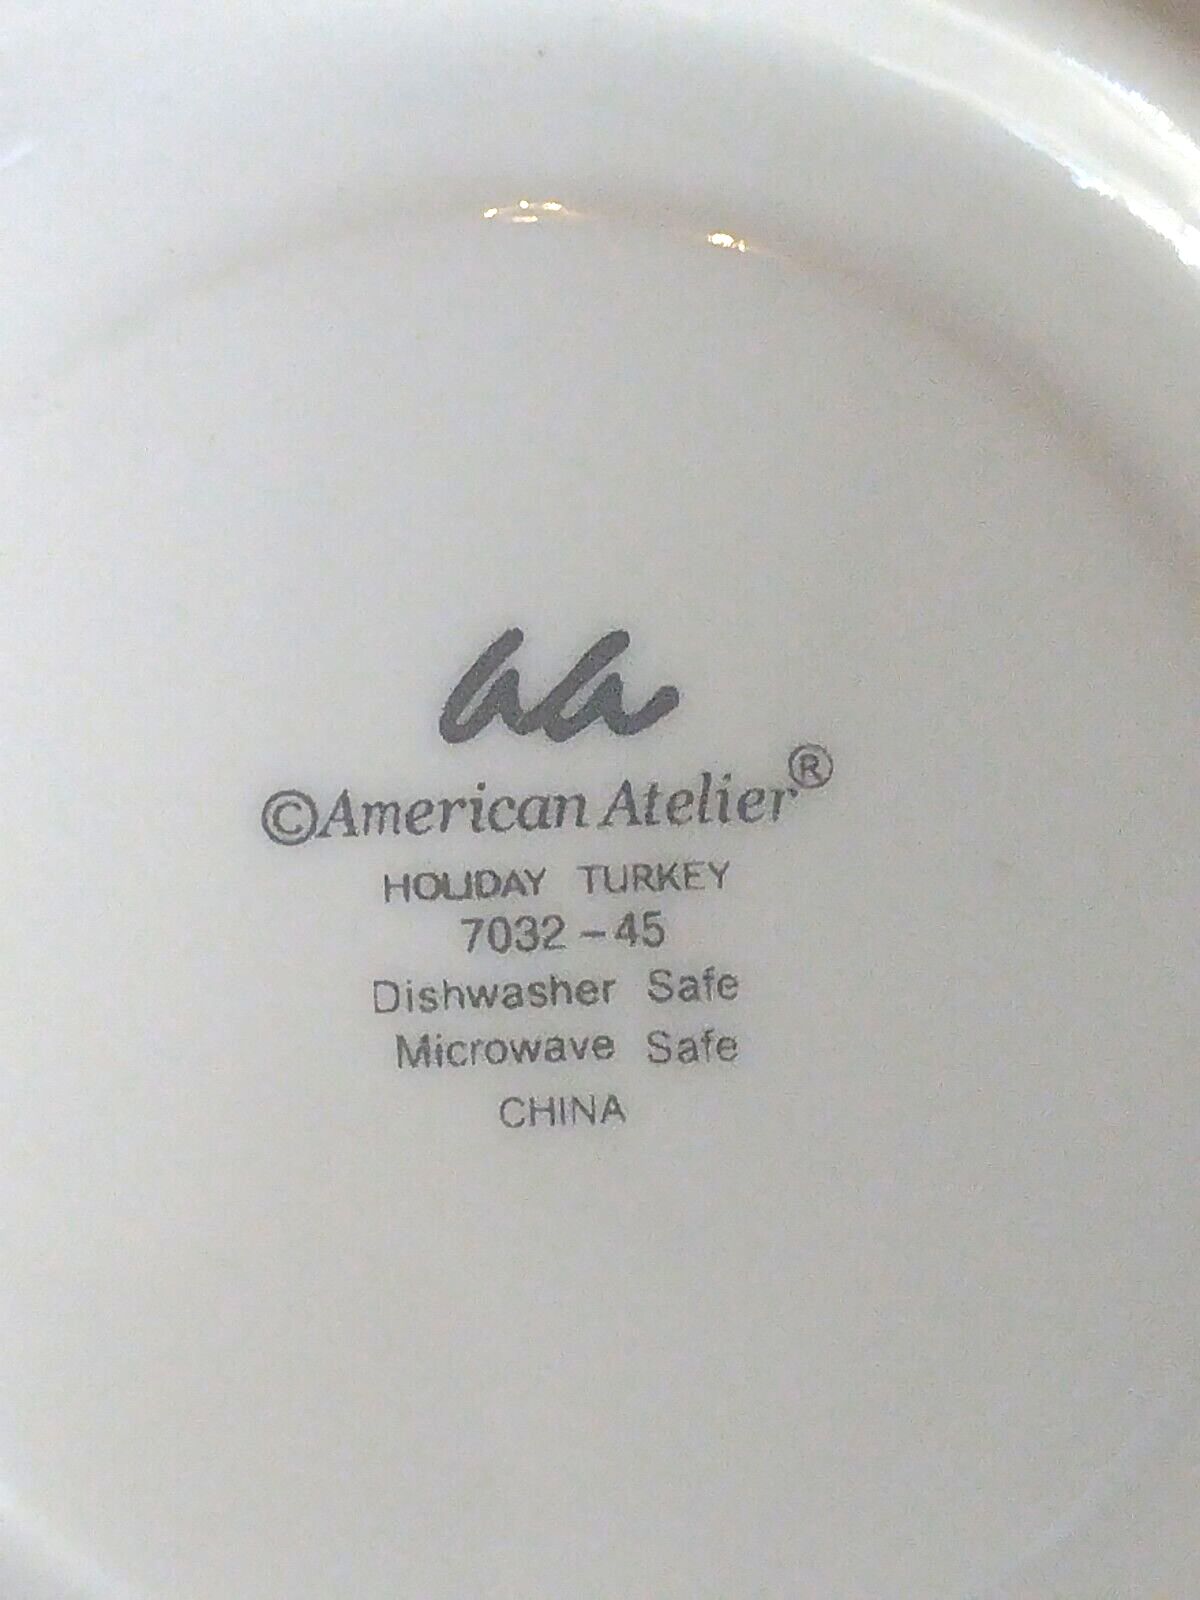 aa
©American Atelier®
HOLIDAY TURKEY
7032-45
Dishwasher Safe
Microwave Safe
CHINA